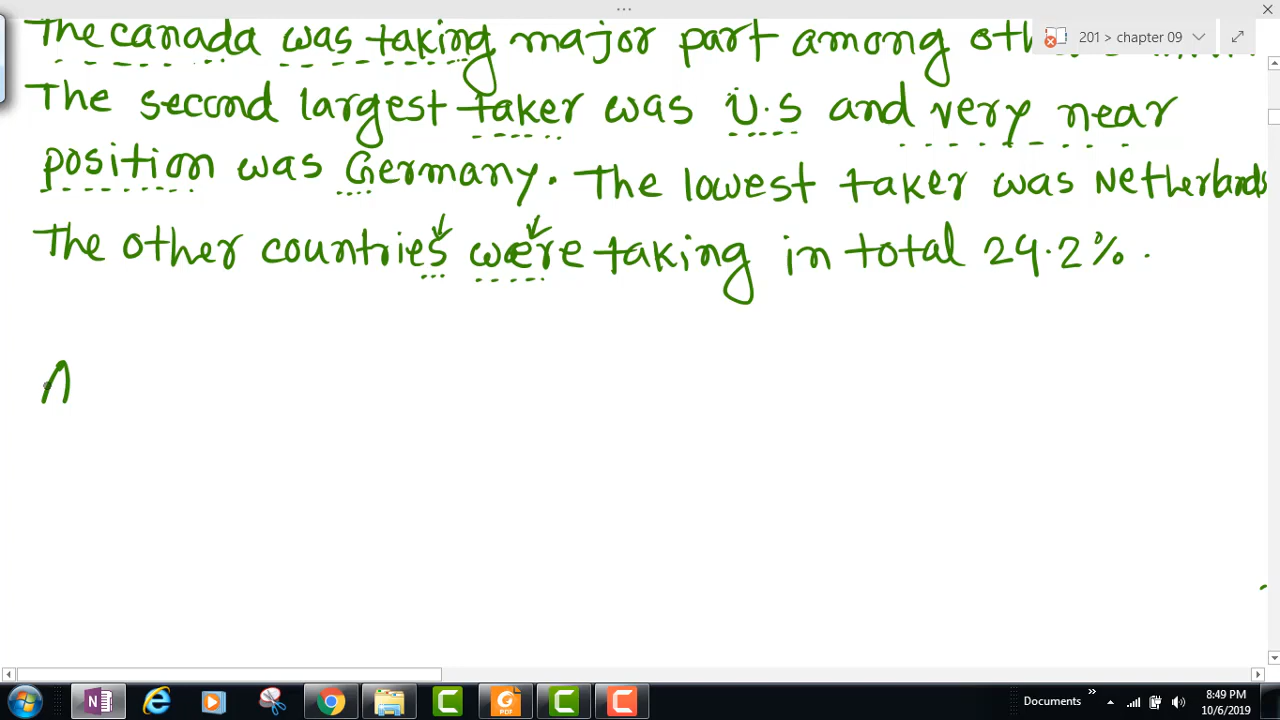 201 > chapter 09
The canada was taking major part among
The second largest taker was U.S and very near
position was Germany. The lowest taker was Netherlands
The other countries were taking in total 24.2%.
Documents
8:49 PM
10/6/2019